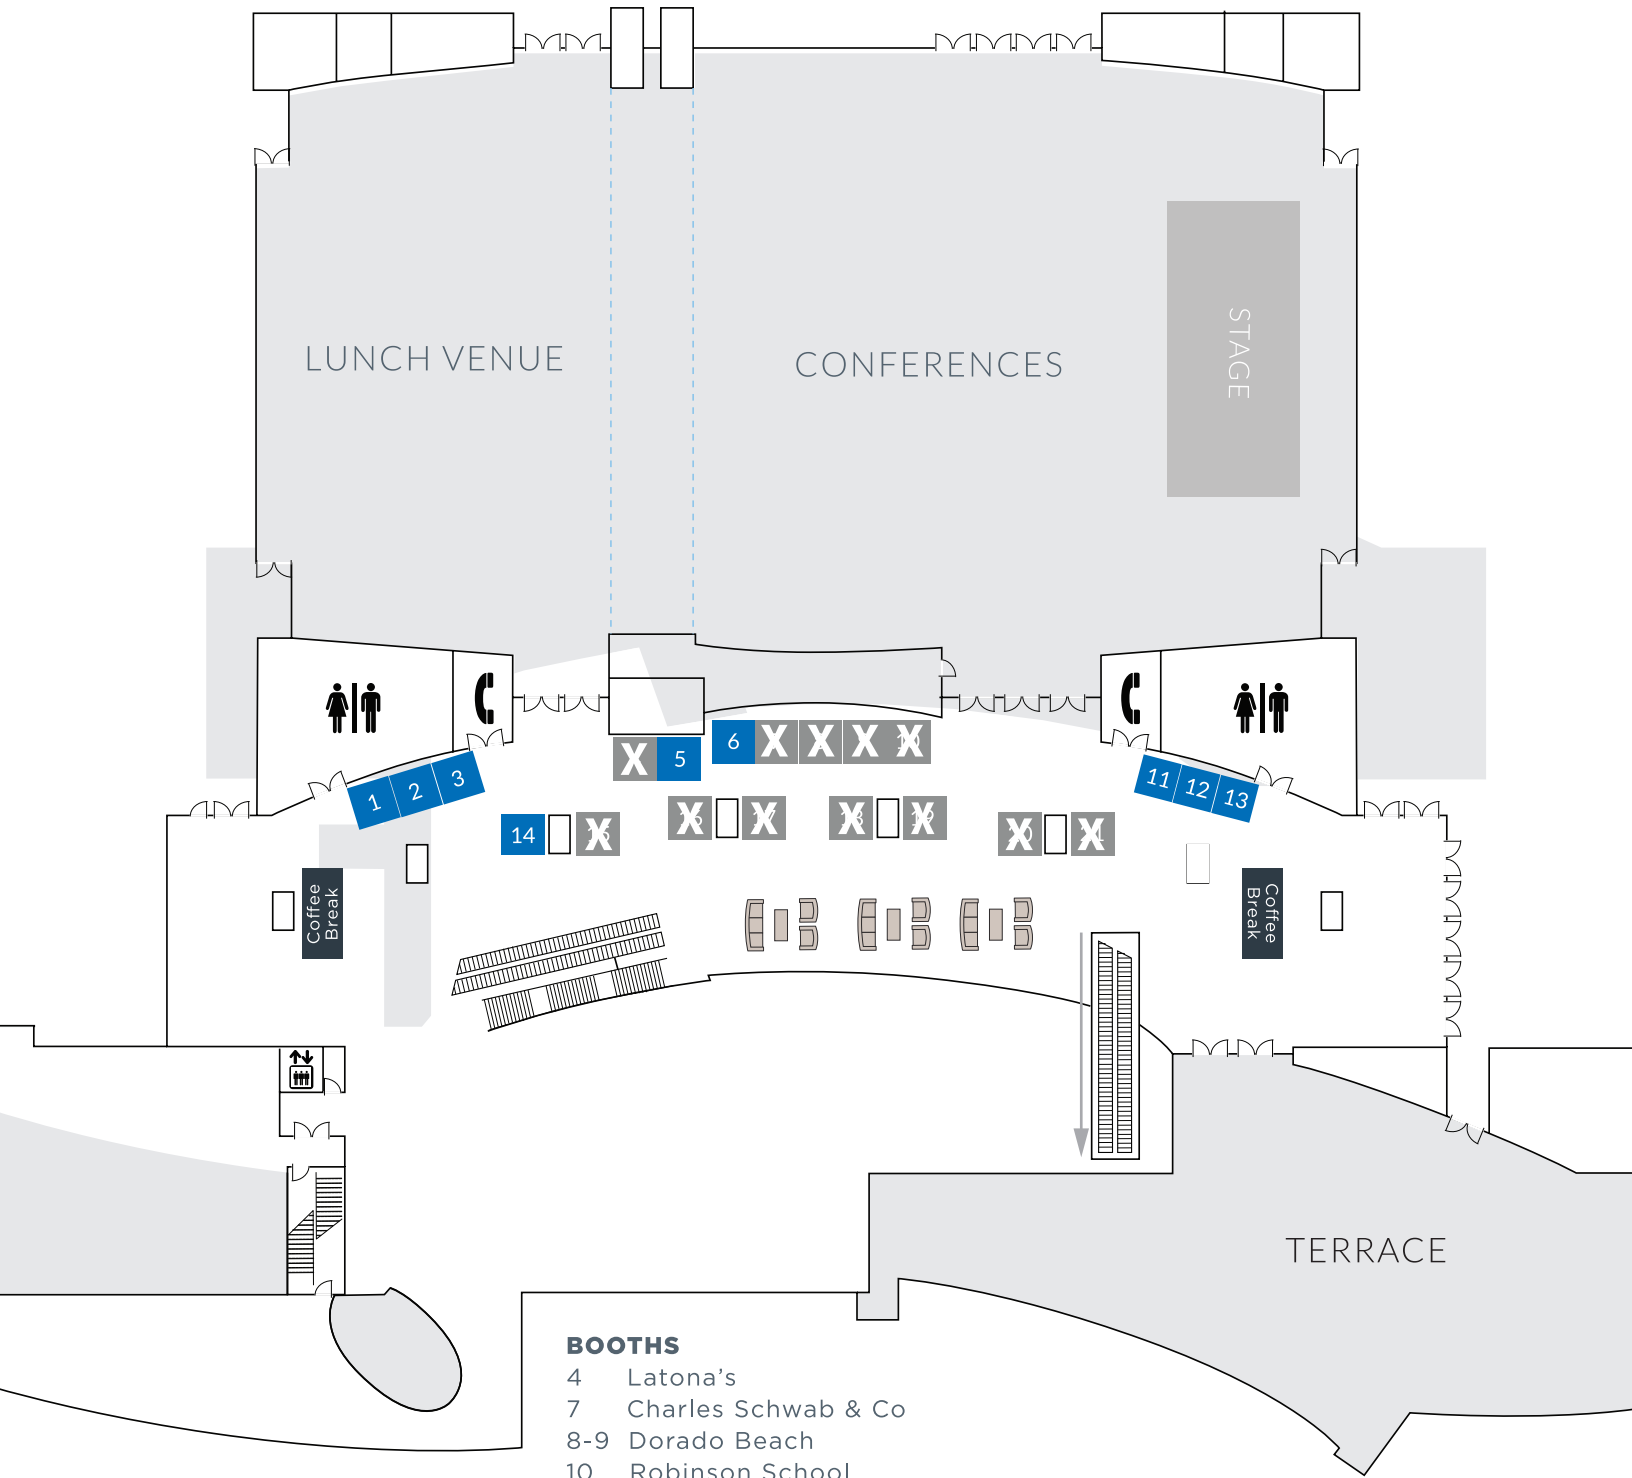 LUNCH VENUE
CONFERENCES
STAGE
6
X X X X
X 5
1 2 3
11 12 13
14
X
X X
X X
X X
Coffee
Break
Coffee
Break
TERRACE
BOOTHS
4 Latona’s
7 Charles Schwab & Co
8-9 Dorado Beach
10 Robinson School